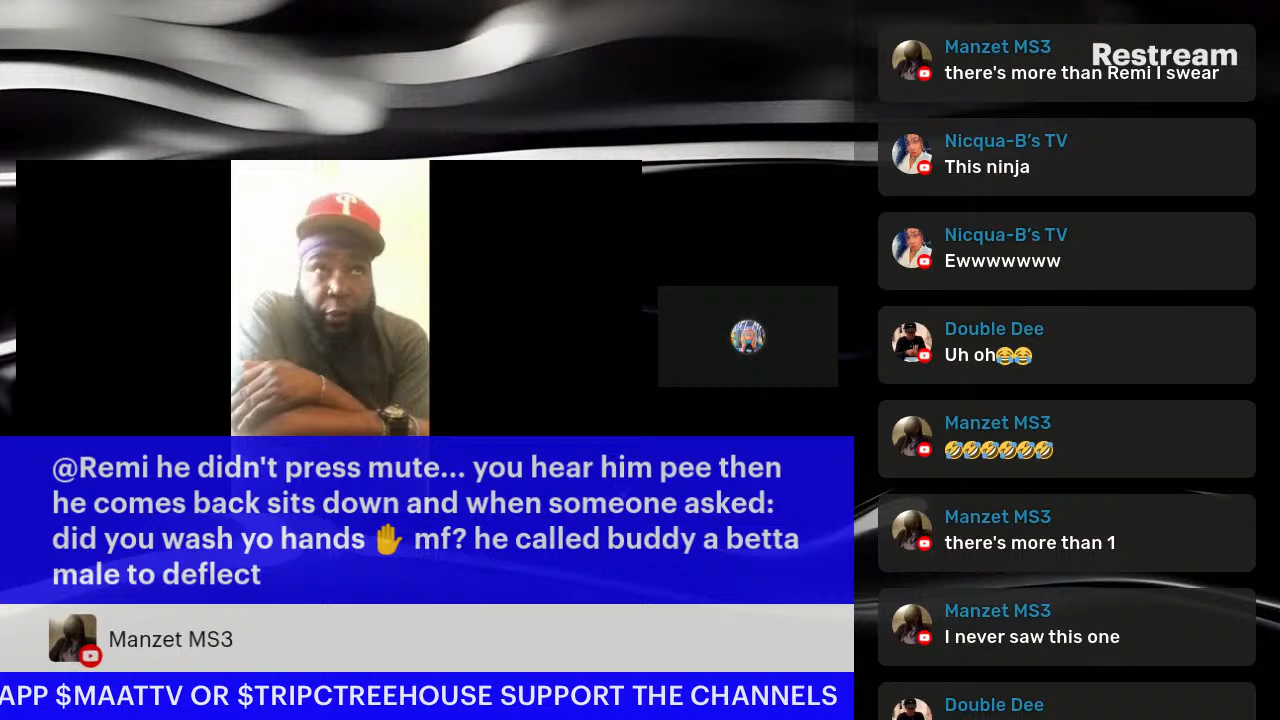 Restream
Manzet MS3
there's more than Remi I swear
Nicqua-B's TV
This ninja
Nicqua-B's TV
Ewwwwwww
Double Dee
Uh oh😂😂
Manzet MS3
🤣🤣🤣🤣🤣🤣
Manzet MS3
there's more than 1
Manzet MS3
I never saw this one
Double Dee
P
@Remi he didn't press mute... you hear him pee then
he comes back sits down and when someone asked:
did you wash yo hands ✋ mf? he called buddy a betta
male to deflect
Manzet MS3
APP $MAATTV OR $TRIPCTREEHOUSE SUPPORT THE CHANNELS